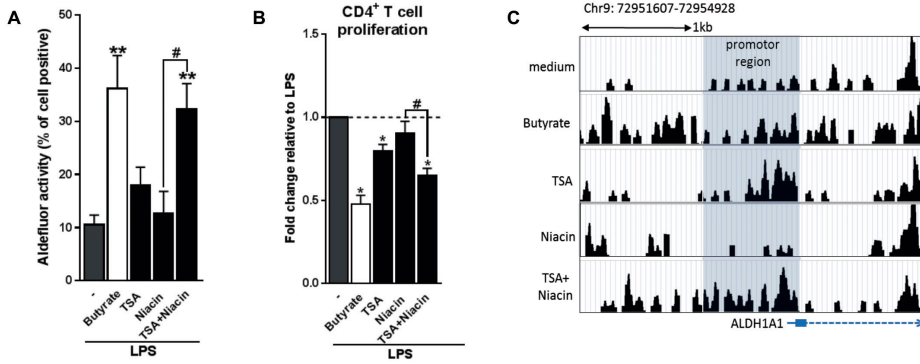 A
Aldefluor activity (% of cell positive)
50
40
30
20
10
0
**
#
**
-
Butyrate
TSA
Niacin
TSA+Niacin
LPS
B
CD4+ T cell
proliferation
Fold change relative to LPS
1.5
1.0
0.5
0.0
#
*
*
*
-
Butyrate
TSA
Niacin
TSA+Niacin
LPS
C
Chr9: 72951607-72954928
1kb
promotor
region
medium
Butyrate
TSA
Niacin
TSA+
Niacin
ALDH1A1